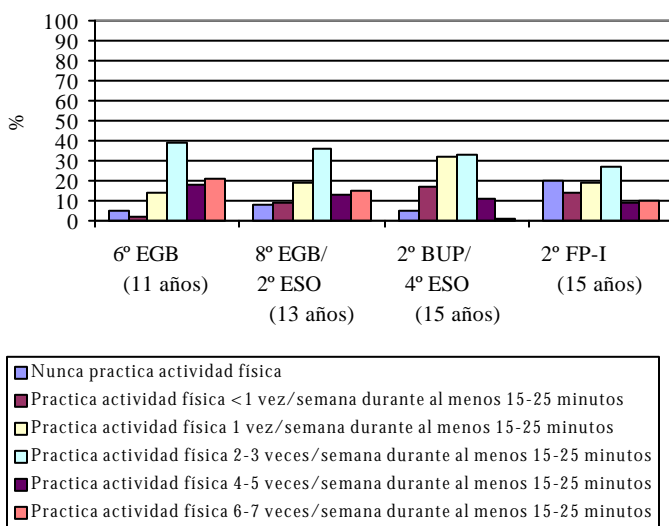 100
90
80
70
60
50
40
30
20
10
0
%
6º EGB
(11 años)
8º EGB/
2º ESO
(13 años)
2º BUP/
4º ESO
(15 años)
2º FP-I
(15 años)
Nunca practica actividad física
Practica actividad física <1 vez/semana durante al menos 15-25 minutos
Practica actividad física 1 vez/semana durante al menos 15-25 minutos
Practica actividad física 2-3 veces/semana durante al menos 15-25 minutos
Practica actividad física 4-5 veces/semana durante al menos 15-25 minutos
Practica actividad física 6-7 veces/semana durante al menos 15-25 minutos